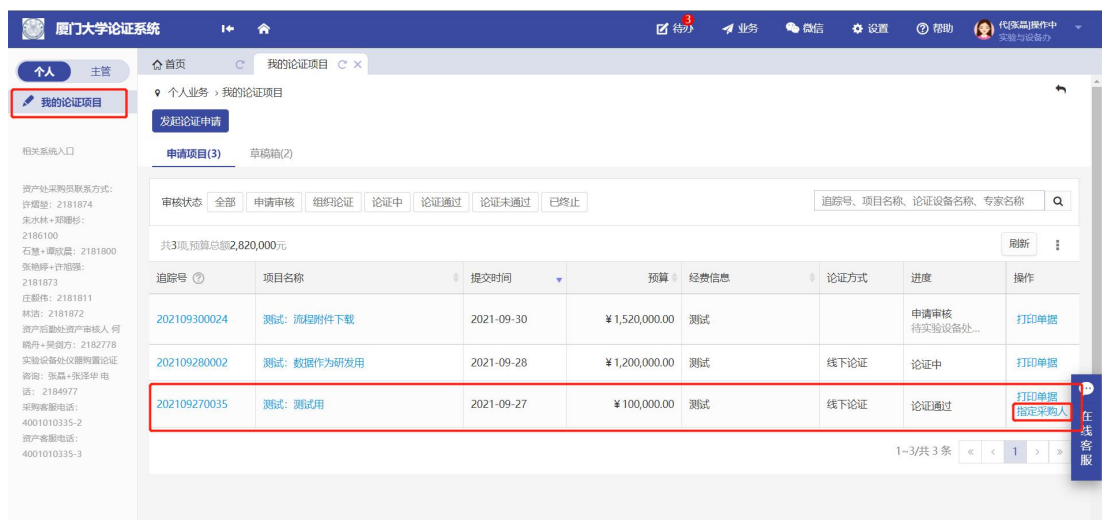 厦门大学论证系统
待办
3
业务
微信
设置
帮助
代[张晶]操作中
实验与设备办
个人
主管
首页
我的论证项目
我的论证项目
个人业务 › 我的论证项目
发起论证申请
申请项目(3)
草稿箱(2)
相关系统入口
资产处采购员联系方式:
2181874
2186100
石慧+谭欣晨: 2181800
2181873
庄毅伟: 2181811
林洁: 2181872
资产后勤处资产审核人 何
晓丹+吴剑方: 2182778
实验设备处仪器购置论证
咨询: 张晶+张泽华 电
话: 2184977
采购客服电话:
4001010335-2
资产客服电话:
4001010335-3
审核状态 全部 申请审核 组织论证 论证中 论证通过 论证未通过 已终止
追踪号、项目名称、论证设备名称、专家名称
共3项,预算总额2,820,000元
刷新
追踪号 项目名称 提交时间 预算 经费信息 论证方式 进度 操作
202109300024 测试: 流程附件下载 2021-09-30 ¥1,520,000.00 测试 申请审核 打印单据
待实验设备处...
202109280002 测试: 数据作为研发用 2021-09-28 ¥1,200,000.00 测试 线下论证 论证中 打印单据
202109270035 测试: 测试用 2021-09-27 ¥100,000.00 测试 线下论证 论证通过 打印单据
指定采购人
1~3/共 3 条 « ‹ 1 › »
在线客服